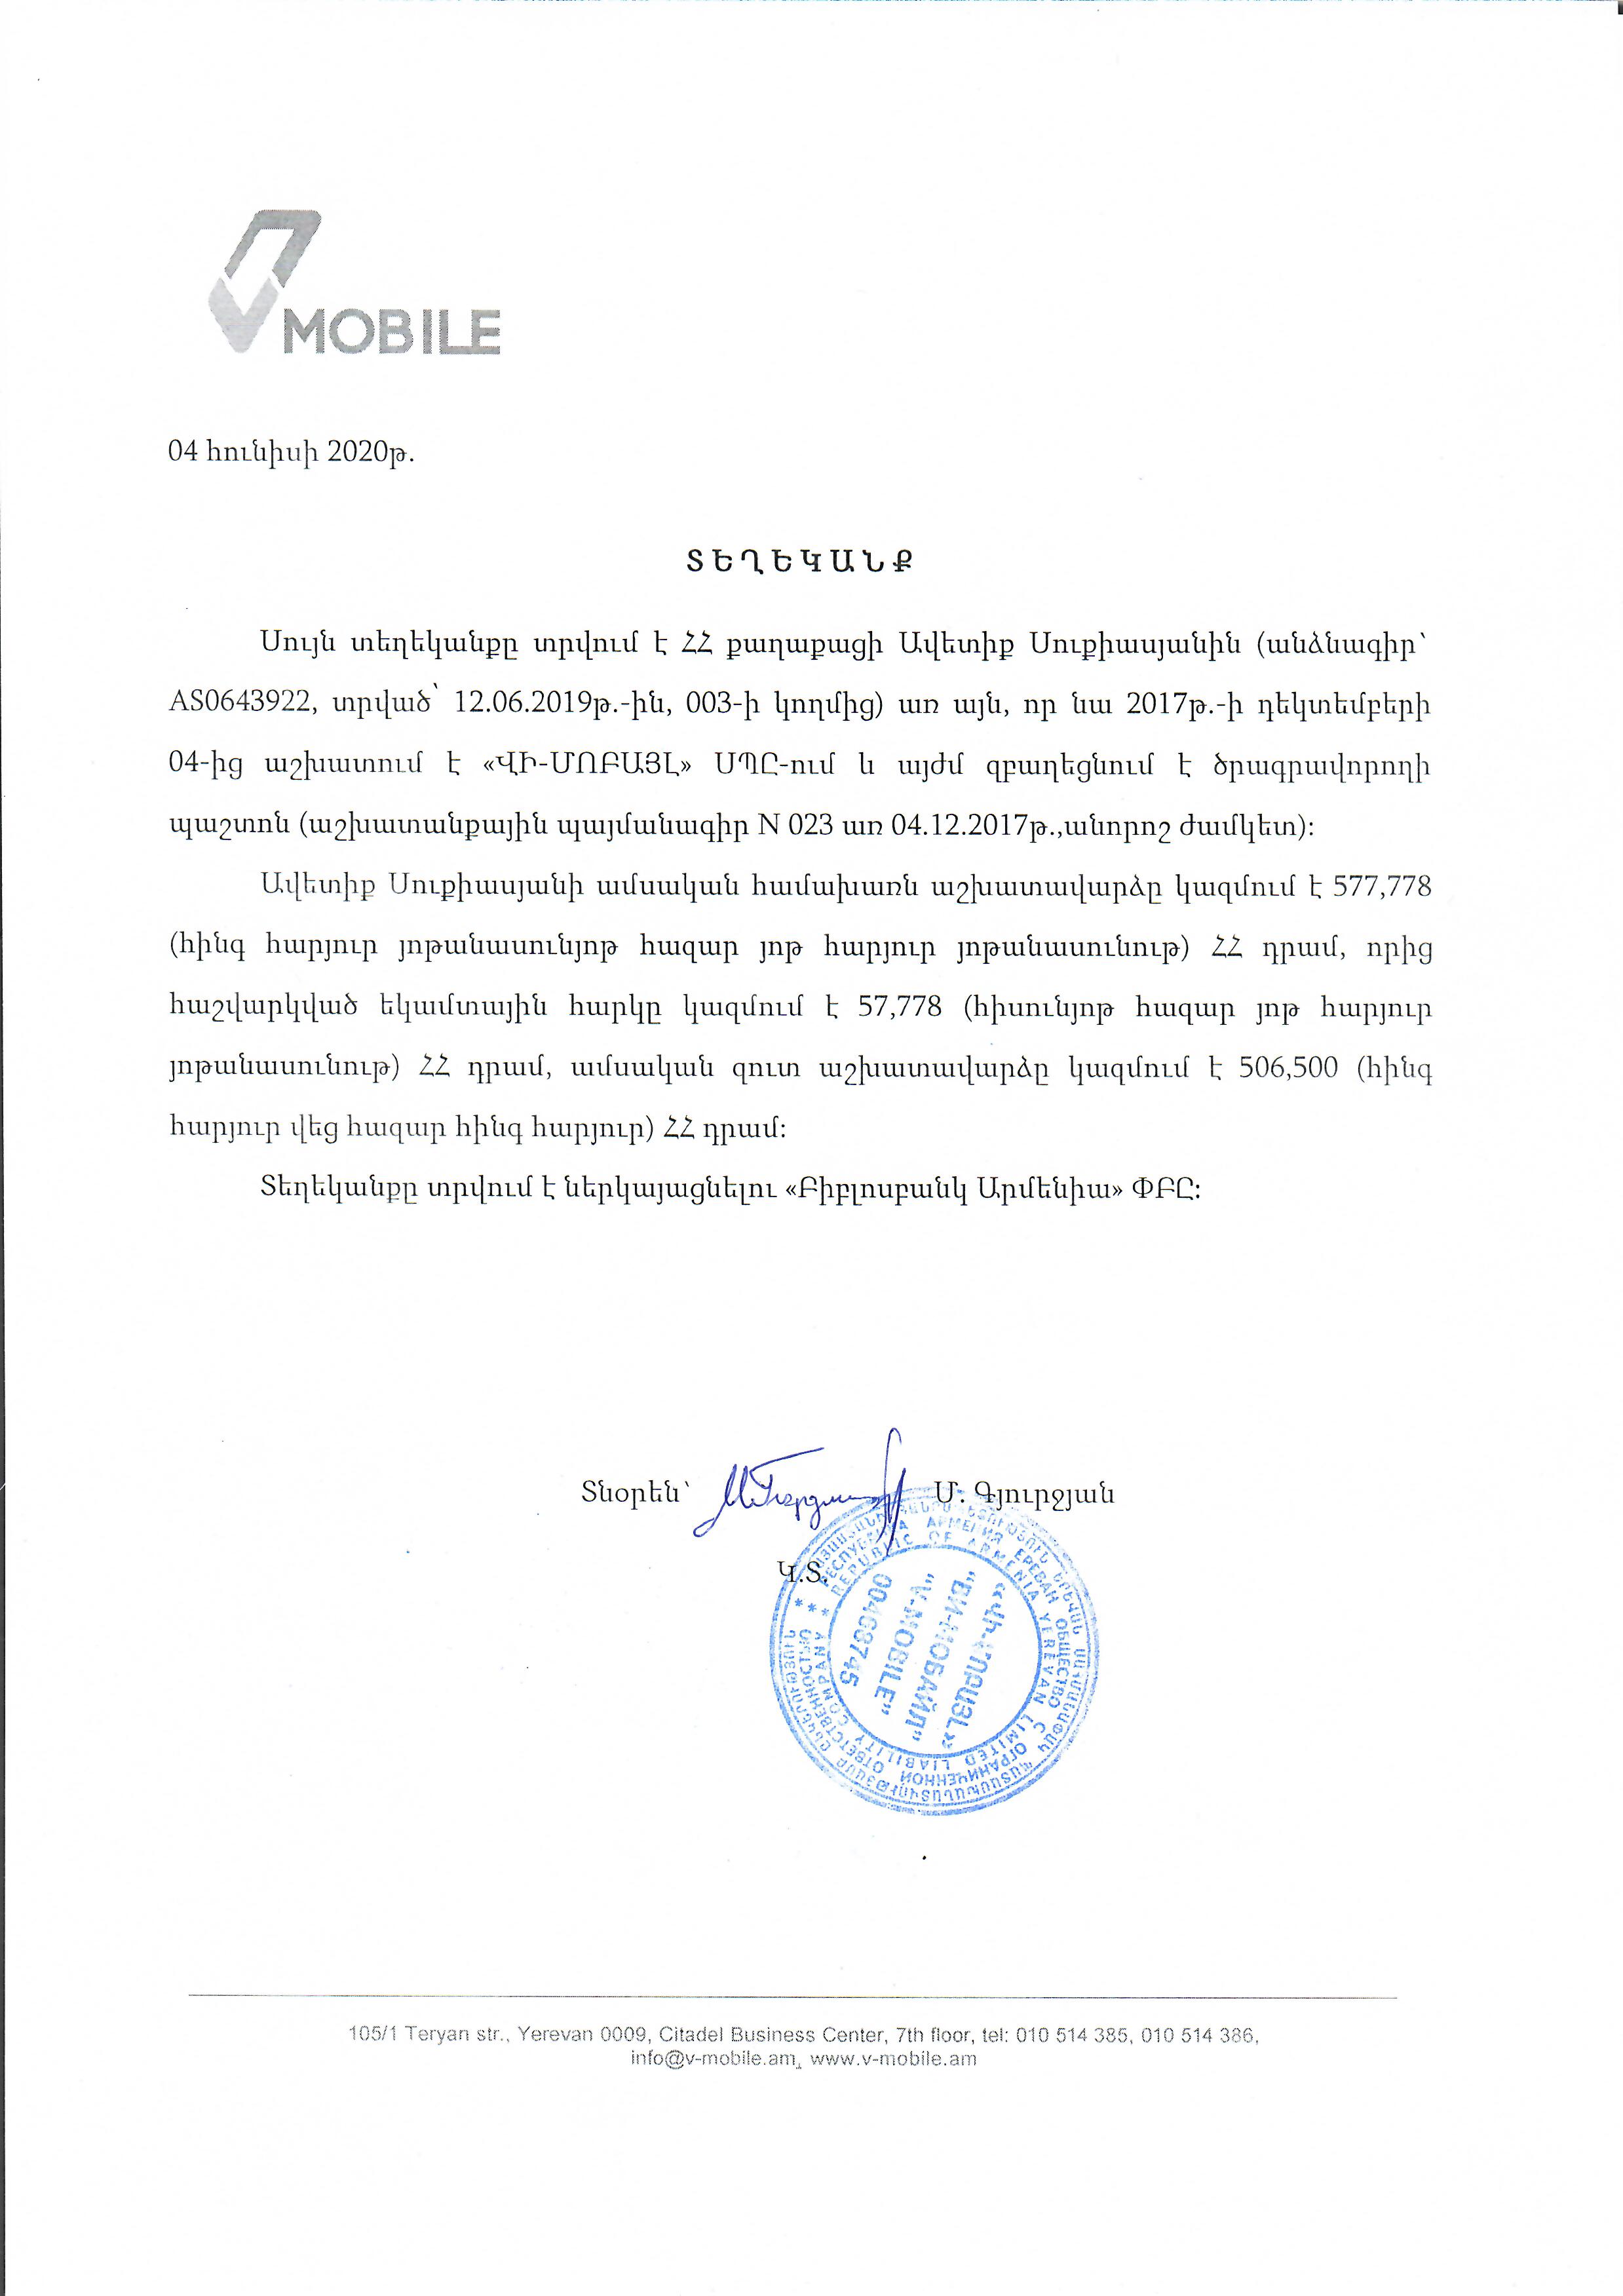 MOBILE
04 հունիսի 2020թ.
ՏԵՂԵԿԱՆՔ
Սույն տեղեկանքը տրվում է ՀՀ քաղաքացի Ավետիք Սուքիասյանին (անձնագիր՝
AS0643922, տրված՝ 12.06.2019թ.-ին, 003-ի կողմից) առ այն, որ նա 2017թ.-ի դեկտեմբերի
04-ից աշխատում է «ՎԻ-ՄՈԲԱՅԼ» ՍՊԸ-ում և այժմ զբաղեցնում է ծրագրավորողի
պաշտոն (աշխատանքային պայմանագիր N 023 առ 04.12.2017թ.,անորոշ ժամկետ):
Ավետիք Սուքիասյանի ամսական համախառն աշխատավարձը կազմում է 577,778
(հինգ հարյուր յոթանասունյոթ հազար յոթ հարյուր յոթանասունութ) ՀՀ դրամ, որից
հաշվարկված եկամտային հարկը կազմում է 57,778 (հիսունյոթ հազար յոթ հարյուր
յոթանասունութ) ՀՀ դրամ, ամսական զուտ աշխատավարձը կազմում է 506,500 (հինգ
հարյուր վեց հազար հինգ հարյուր) ՀՀ դրամ:
Տեղեկանքը տրվում է ներկայացնելու «Բիբլոսբանկ Արմենիա» ՓԲԸ:
Տնօրեն՝ Մ. Գյուրջյան
Կ.Տ.
РЕСПУБЛИКА АРМЕНИЯ ЕРЕВАН ОБЩЕСТВО С ОГРАНИЧЕННОЙ ОТВЕТСТВЕННОСТЬЮ
REPUBLIC OF ARMENIA YEREVAN LIMITED LIABILITY COMPANY
«ՎԻ-ՄՈԲԱՅԼ»
"ВИ-МОБАЙЛ"
"V-MOBILE"
00468745
105/1 Teryan str., Yerevan 0009, Citadel Business Center, 7th floor, tel: 010 514 385, 010 514 386,
info@v-mobile.am, www.v-mobile.am